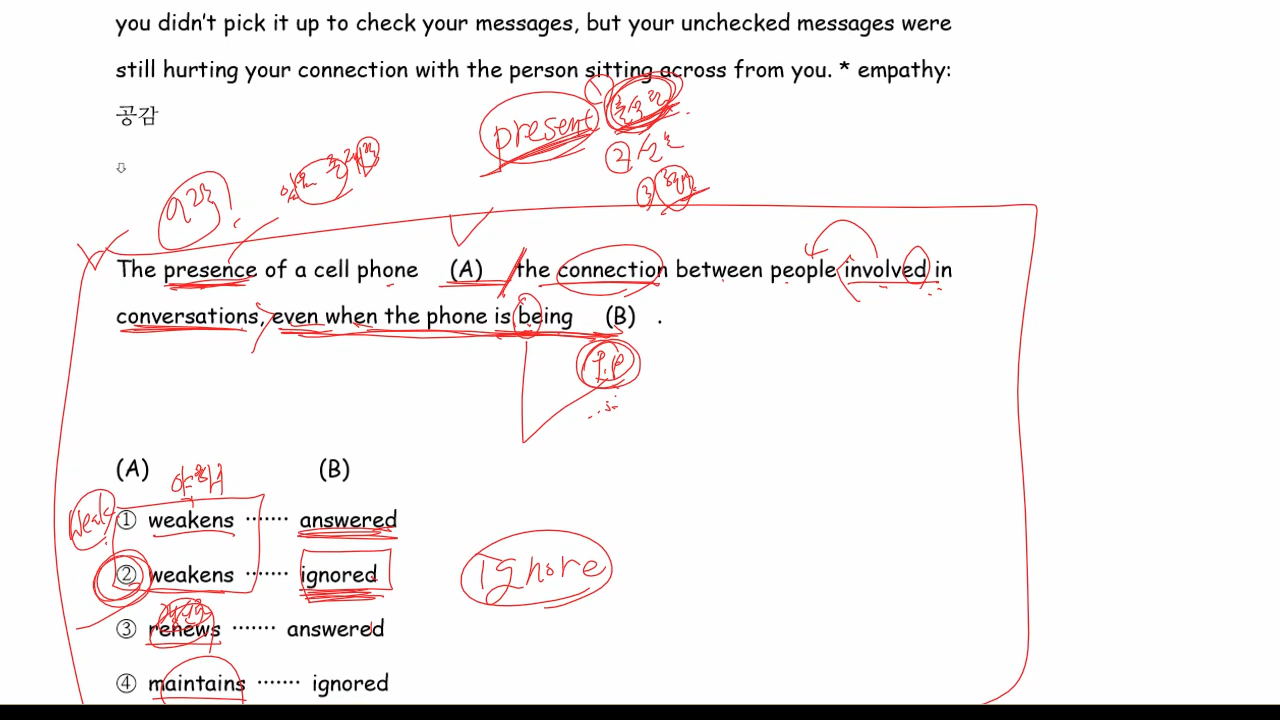 you didn't pick it up to check your messages, but your unchecked messages were
still hurting your connection with the person sitting across from you. * empathy:
공감
present
①
②
③
The presence of a cell phone (A) the connection between people involved in
conversations, even when the phone is being (B) .
p.p
(A) (B)
weak
① weakens ······· answered
② weakens ······· ignored
ignore
③ renews ······· answered
④ maintains ······· ignored